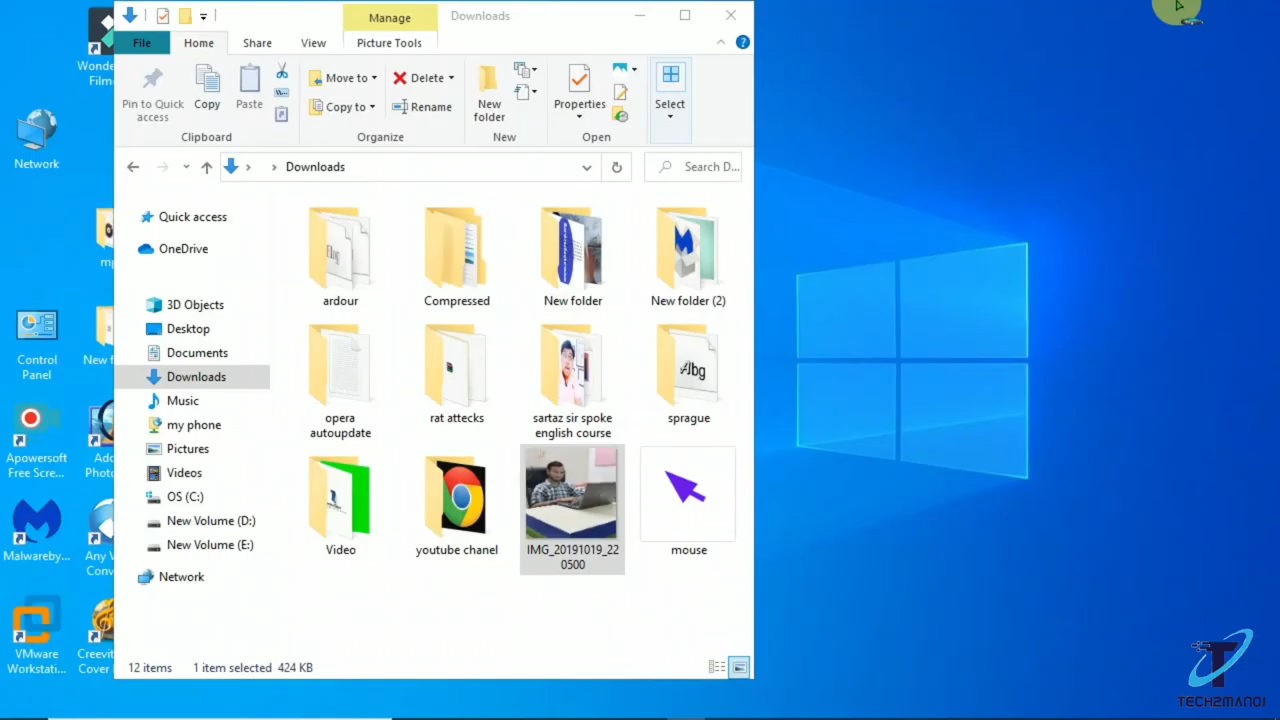 Manage
Downloads
File
Home
Share
View
Picture Tools
Pin to Quick
access
Copy
Paste
Move to
Copy to
Delete
Rename
New
folder
Properties
Select
Clipboard
Organize
New
Open
Downloads
Search D...
Quick access
OneDrive
3D Objects
Desktop
Documents
Downloads
Music
my phone
Pictures
Videos
OS (C:)
New Volume (D:)
New Volume (E:)
Network
ardour
Compressed
New folder
New folder (2)
opera
autoupdate
rat attecks
sartaz sir spoke
english course
sprague
Video
youtube chanel
IMG_20191019_22
0500
mouse
12 items
1 item selected 424 KB
Wonde
Film
Network
mp
Control
Panel
New f
Apowersoft
Free Scre...
Ado
Photo
Malwareby...
Any V
Conv
VMware
Workstati...
Creevit
Cover
TECH2MANOJ